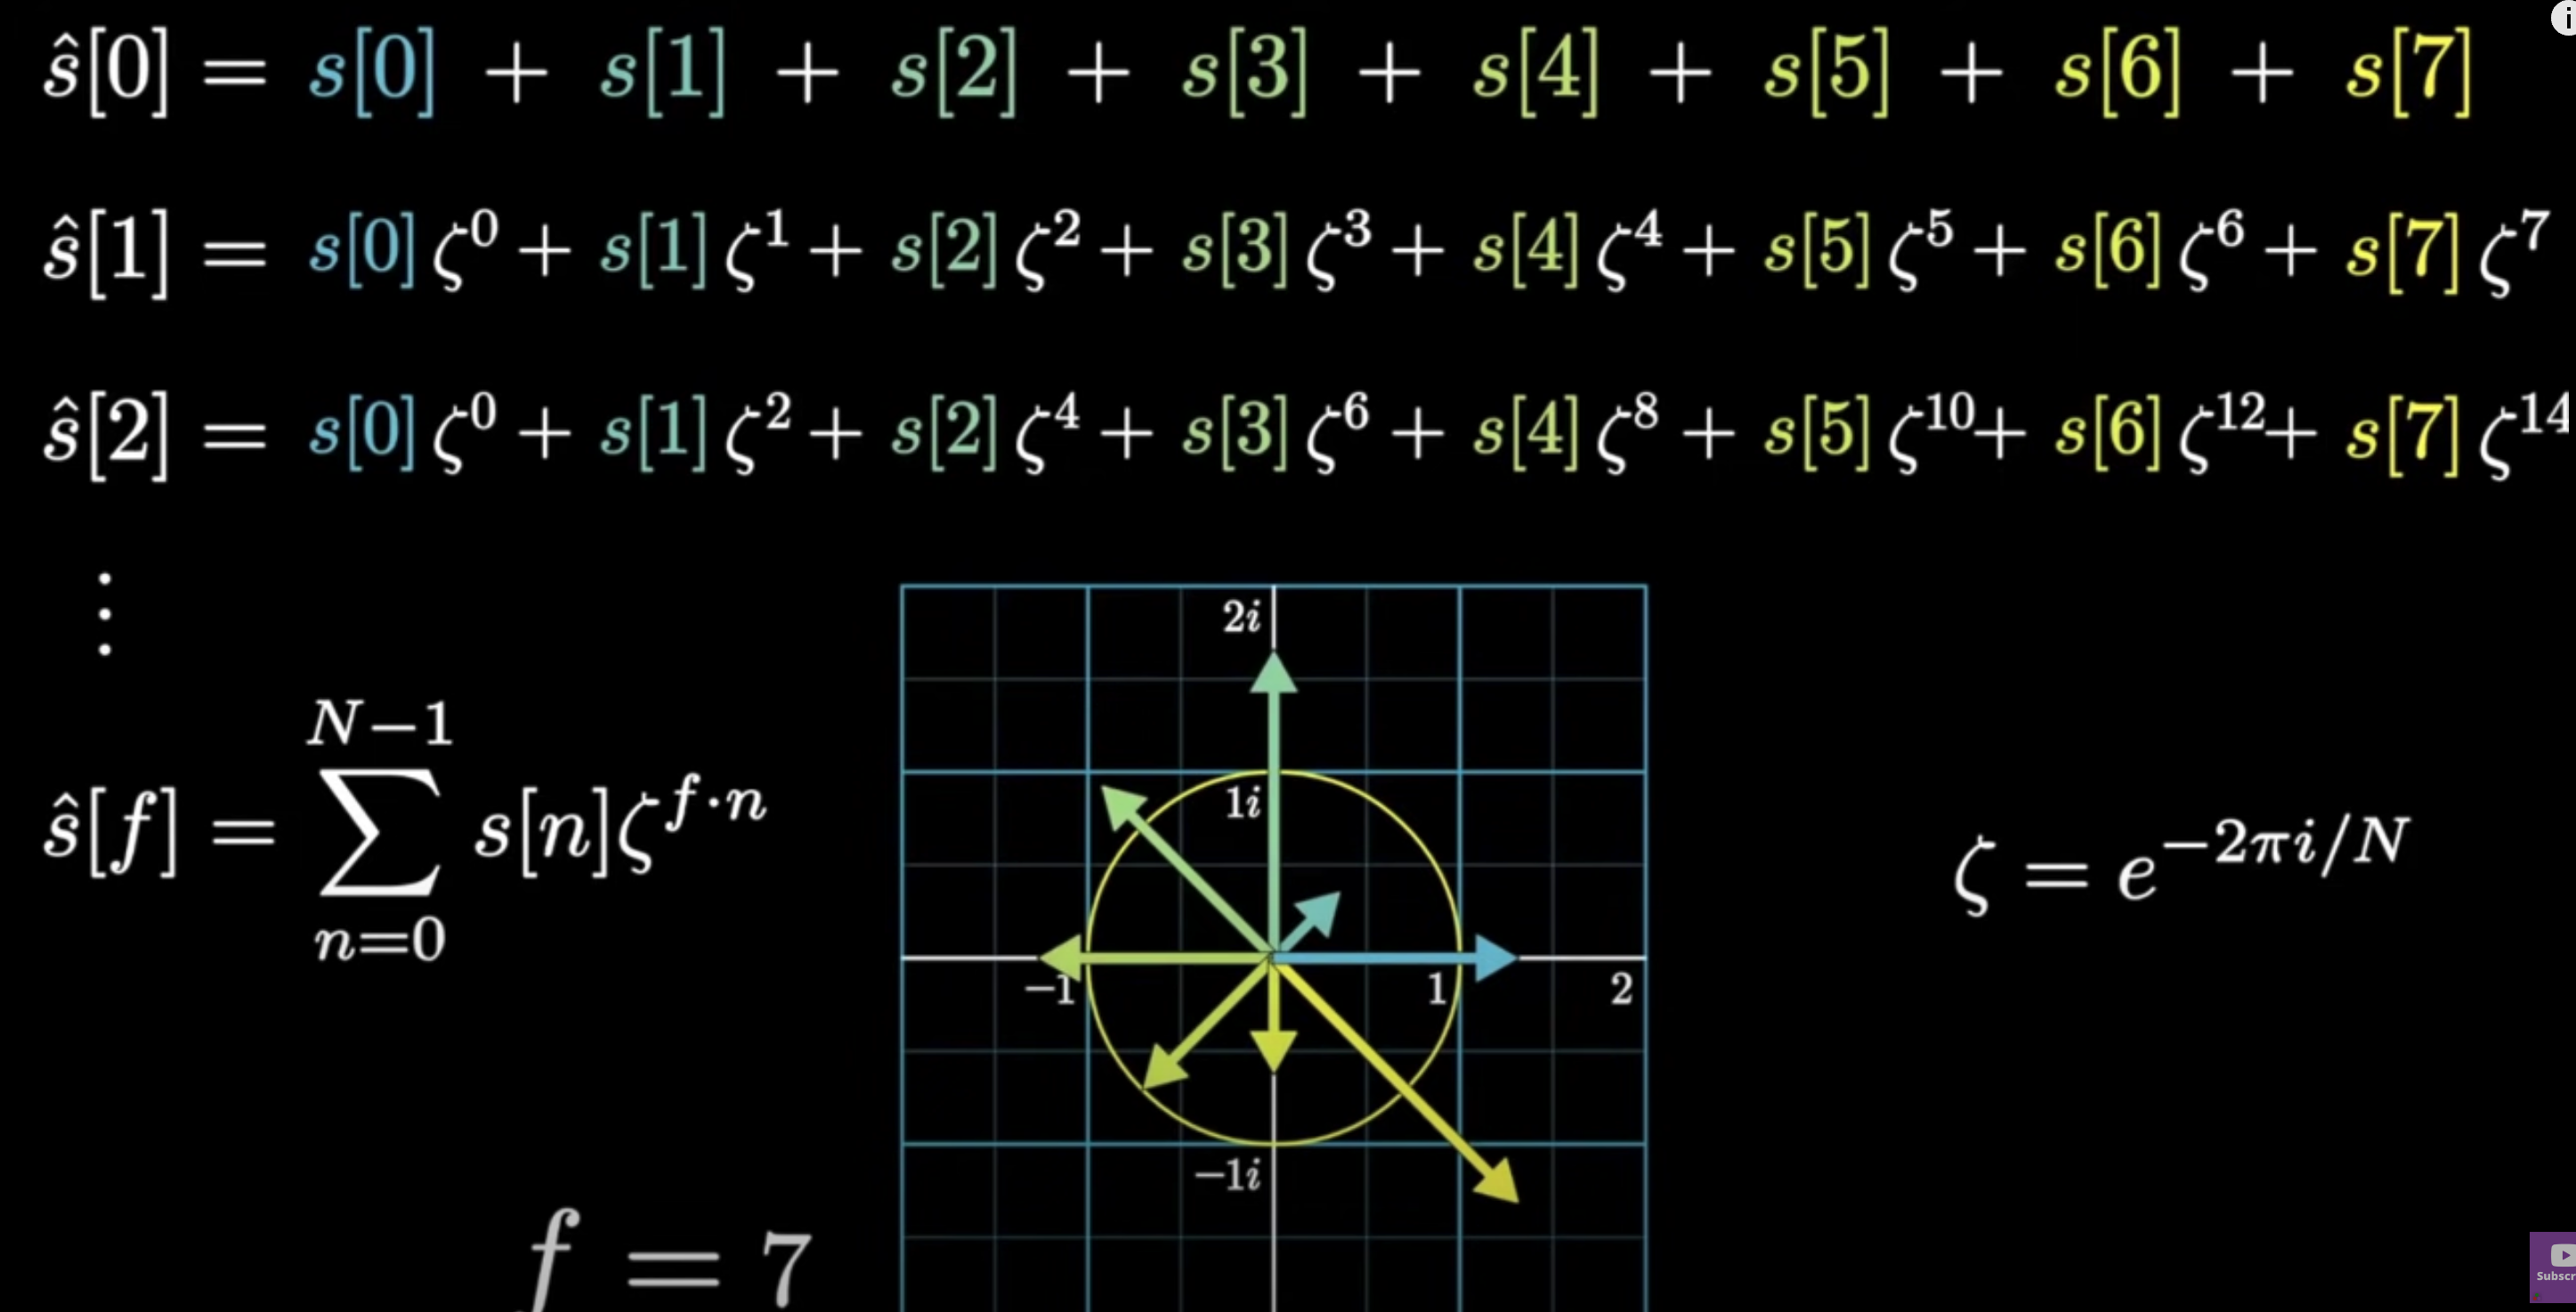 ŝ[0] = s[0] + s[1] + s[2] + s[3] + s[4] + s[5] + s[6] + s[7]
ŝ[1] = s[0]ζ⁰ + s[1]ζ¹ + s[2]ζ² + s[3]ζ³ + s[4]ζ⁴ + s[5]ζ⁵ + s[6]ζ⁶ + s[7]ζ⁷
ŝ[2] = s[0]ζ⁰ + s[1]ζ² + s[2]ζ⁴ + s[3]ζ⁶ + s[4]ζ⁸ + s[5]ζ¹⁰ + s[6]ζ¹² + s[7]ζ¹⁴
⋮
ŝ[f] = ∑_{n=0}^{N−1} s[n]ζ^{f·n}
2i
1i
−1
1
2
−1i
ζ = e^{−2πi/N}
f = 7
i
Subscr